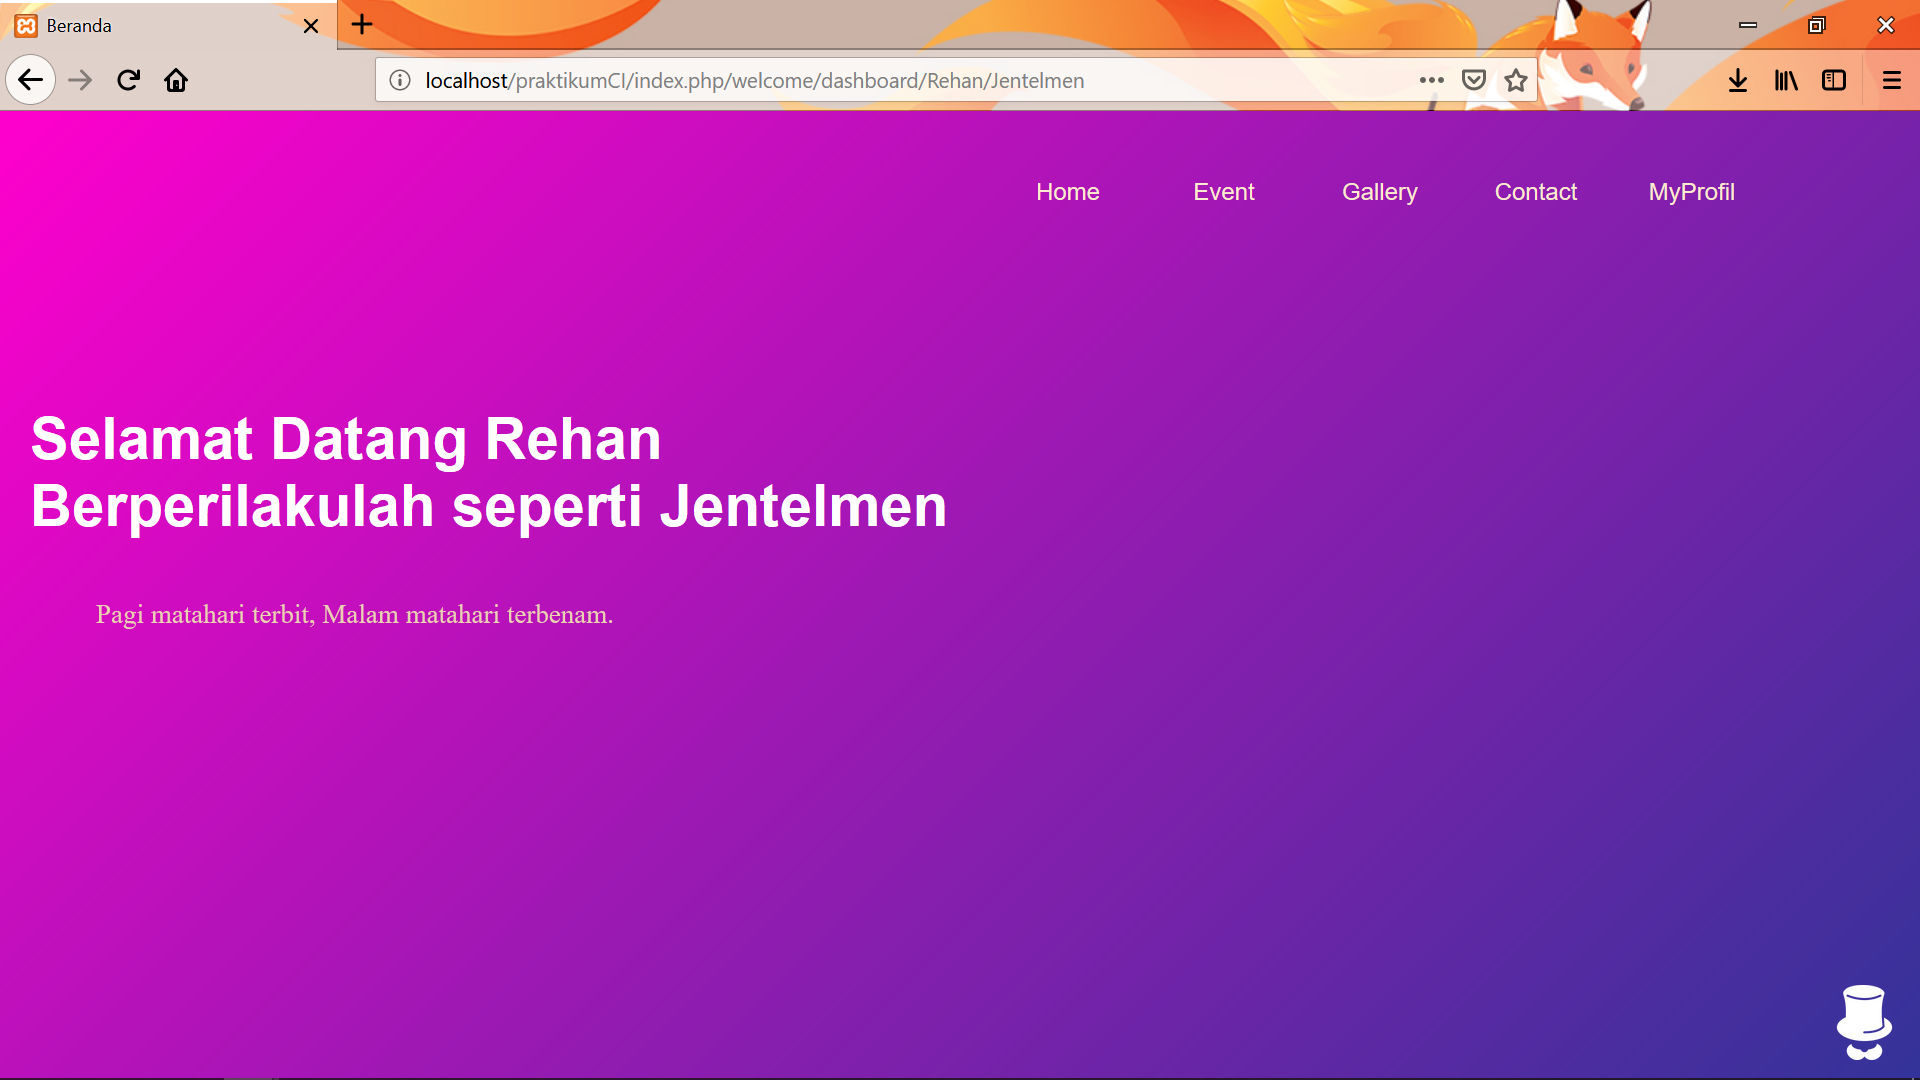 Beranda
localhost/praktikumCI/index.php/welcome/dashboard/Rehan/Jentelmen
Home Event Gallery Contact MyProfil
Selamat Datang Rehan
Berperilakulah seperti Jentelmen
Pagi matahari terbit, Malam matahari terbenam.